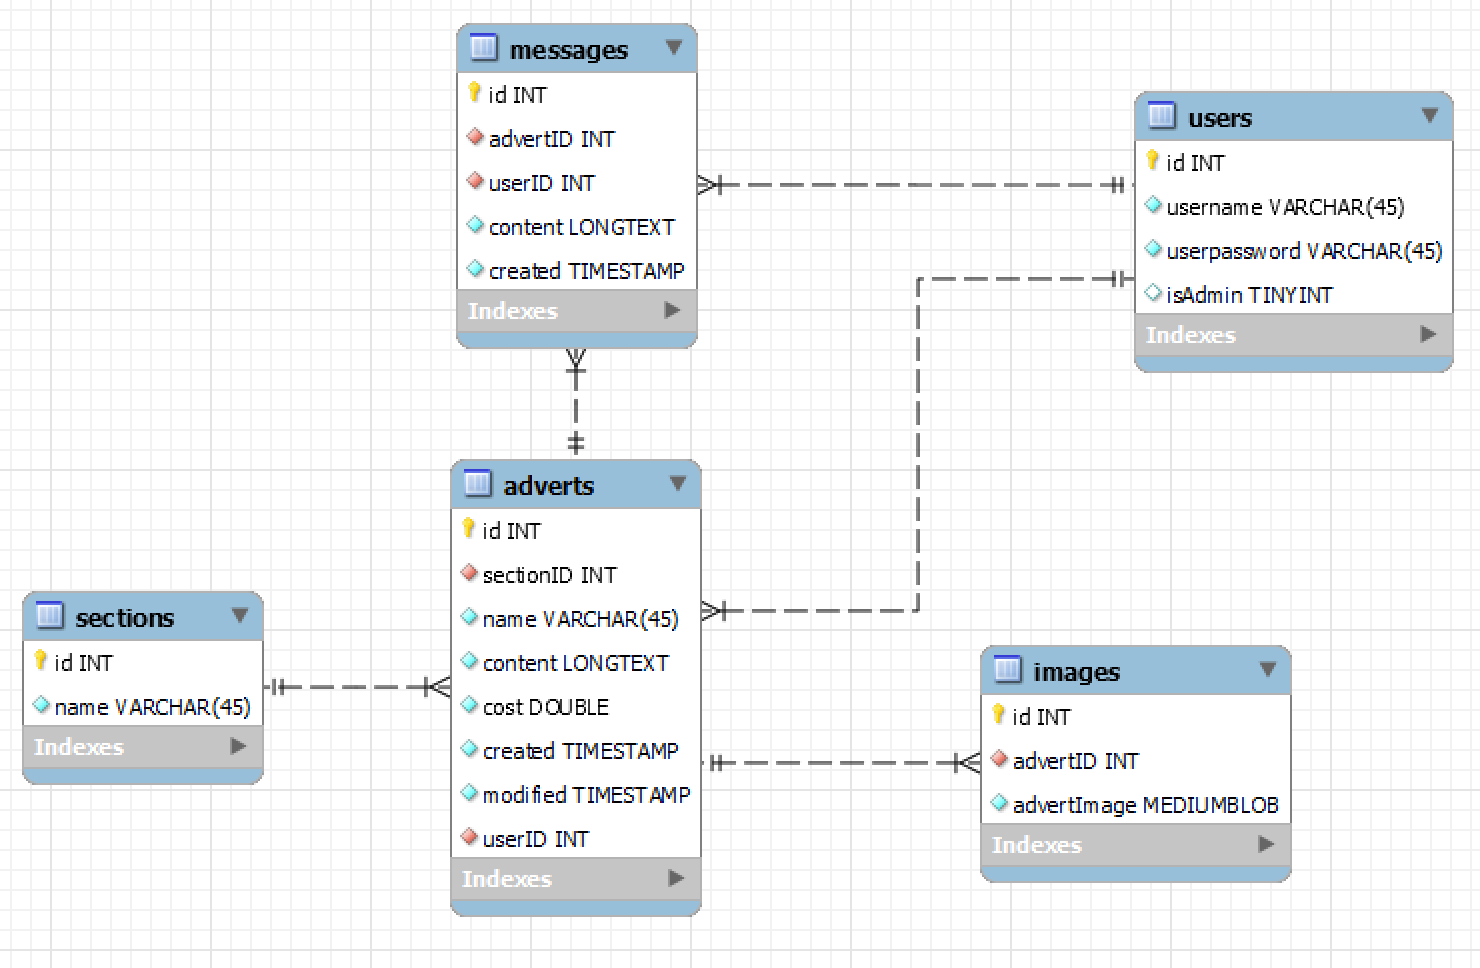 messages
id INT
advertID INT
userID INT
content LONGTEXT
created TIMESTAMP
Indexes
users
id INT
username VARCHAR(45)
userpassword VARCHAR(45)
isAdmin TINYINT
Indexes
adverts
id INT
sectionID INT
name VARCHAR(45)
content LONGTEXT
cost DOUBLE
created TIMESTAMP
modified TIMESTAMP
userID INT
Indexes
sections
id INT
name VARCHAR(45)
Indexes
images
id INT
advertID INT
advertImage MEDIUMBLOB
Indexes